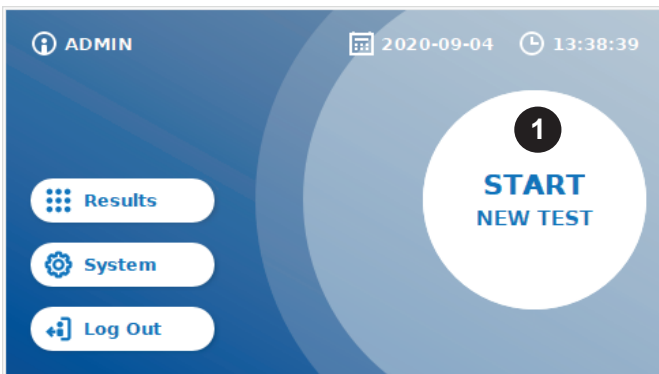 ADMIN
2020-09-04
13:38:39
1
START
NEW TEST
Results
System
Log Out